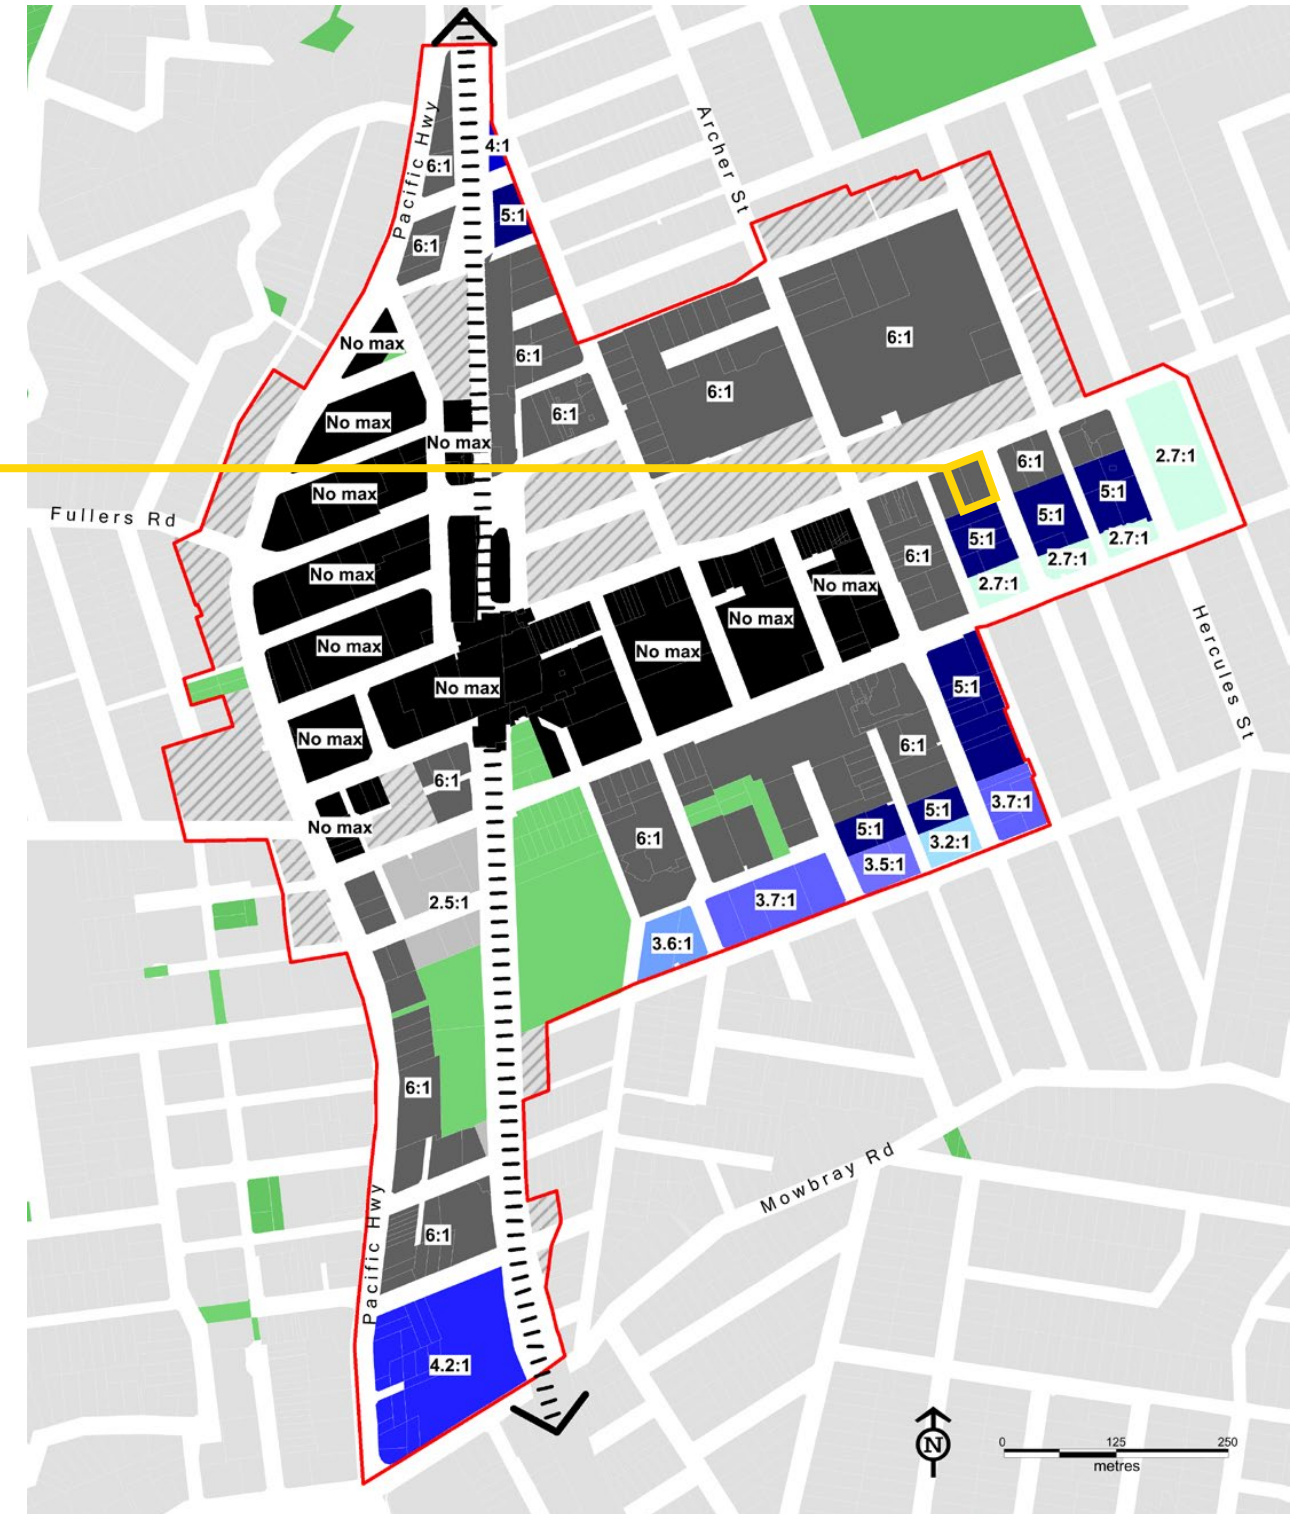 Pacific Hwy
Archer St
4:1
6:1
5:1
6:1
No max
6:1
6:1
6:1
6:1
No max
No max
No max
Fullers Rd
No max
No max
No max
No max
No max
No max
No max
No max
No max
6:1
6:1
5:1
5:1
5:1
2.7:1
2.7:1
2.7:1
2.7:1
Hercules St
5:1
6:1
6:1
6:1
5:1
5:1
3.7:1
3.5:1
3.2:1
2.5:1
3.7:1
3.6:1
6:1
Mowbray Rd
Pacific Hwy
6:1
4.2:1
N
0 125 250
metres